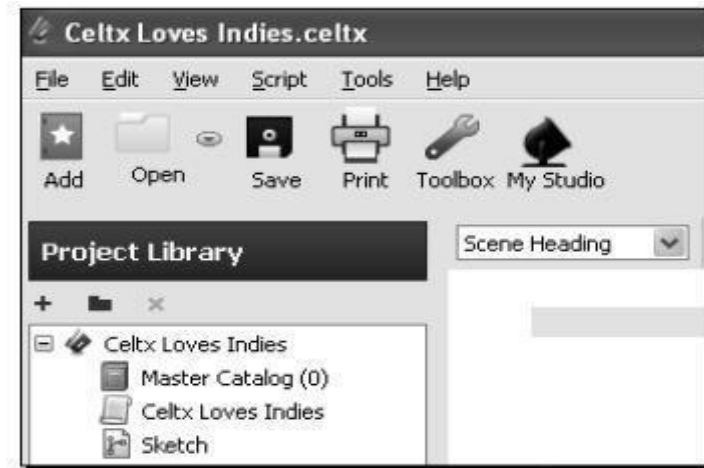 Celtx Loves Indies.celtx
File Edit View Script Tools Help
Add Open Save Print Toolbox My Studio
Project Library
Scene Heading
Celtx Loves Indies
Master Catalog (0)
Celtx Loves Indies
Sketch